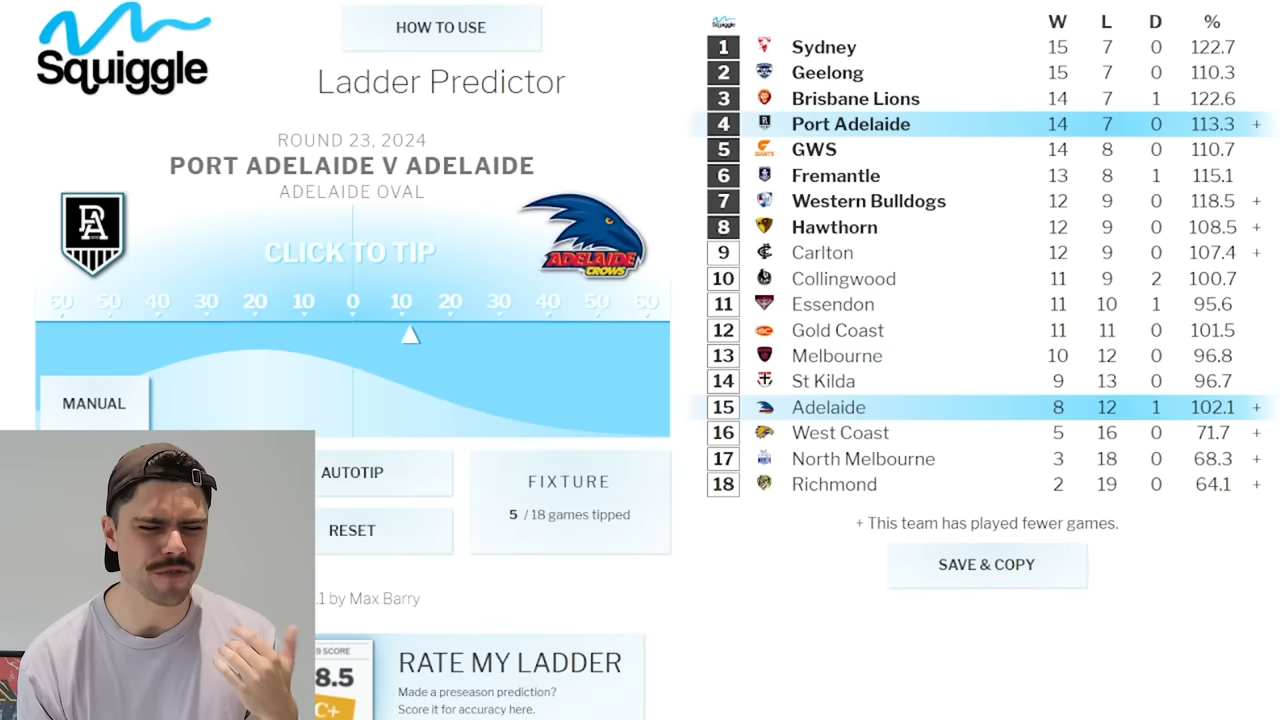 Squiggle
HOW TO USE
Ladder Predictor
ROUND 23, 2024
PORT ADELAIDE V ADELAIDE
ADELAIDE OVAL
PA
ADELAIDE
CROWS
CLICK TO TIP
60 50 40 30 20 10 0 10 20 30 40 50 60
MANUAL
AUTOTIP
RESET
FIXTURE
5 / 18 games tipped
.1 by Max Barry
9 SCORE
8.5
C+
RATE MY LADDER
Made a preseason prediction?
Score it for accuracy here.
Squiggle W L D %
1 Sydney 15 7 0 122.7
2 Geelong 15 7 0 110.3
3 Brisbane Lions 14 7 1 122.6
4 Port Adelaide 14 7 0 113.3 +
5 GIANTS GWS 14 8 0 110.7
6 Fremantle 13 8 1 115.1
7 Western Bulldogs 12 9 0 118.5 +
8 Hawthorn 12 9 0 108.5 +
9 Carlton 12 9 0 107.4 +
10 Collingwood 11 9 2 100.7
11 Essendon 11 10 1 95.6
12 Gold Coast 11 11 0 101.5
13 Melbourne 10 12 0 96.8
14 St Kilda 9 13 0 96.7
15 Adelaide 8 12 1 102.1 +
16 West Coast 5 16 0 71.7 +
17 North Melbourne 3 18 0 68.3 +
18 Richmond 2 19 0 64.1 +
+ This team has played fewer games.
SAVE & COPY